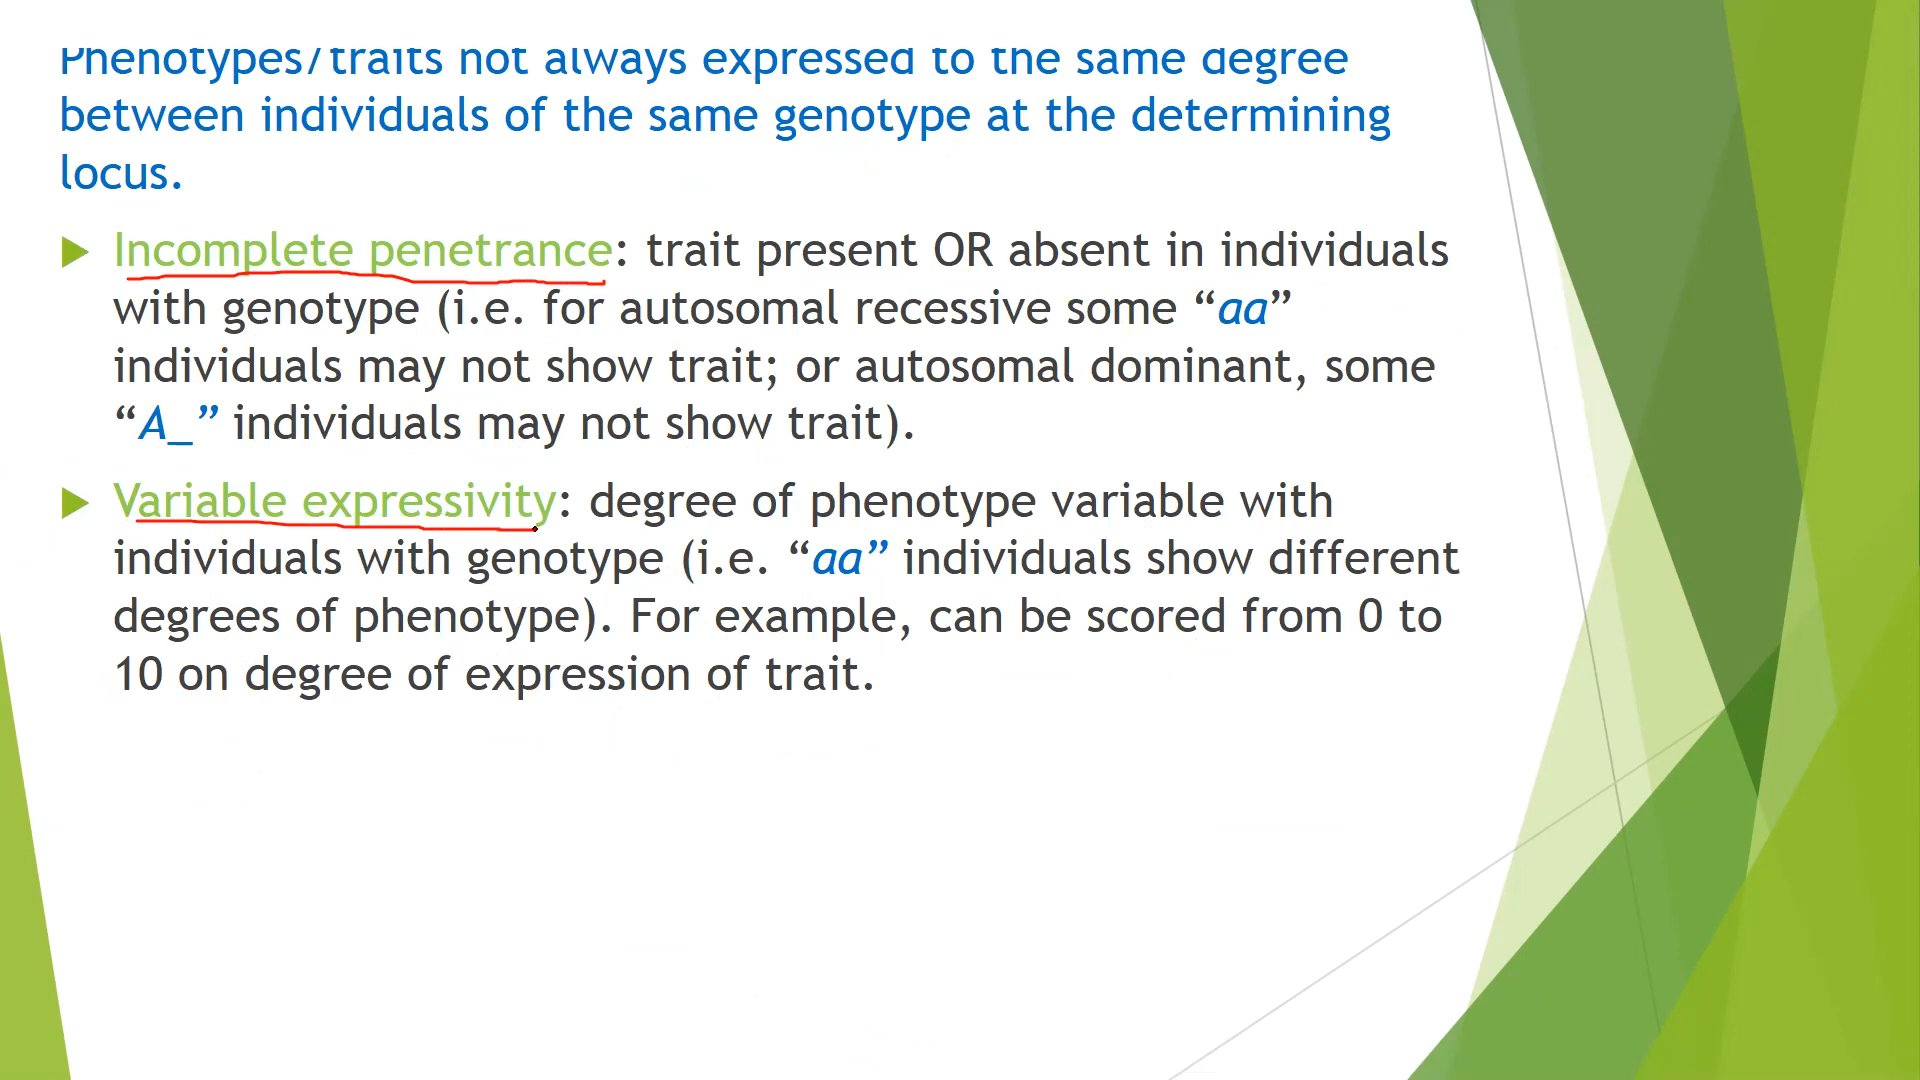 Phenotypes/traits not always expressed to the same degree
between individuals of the same genotype at the determining
locus.
Incomplete penetrance: trait present OR absent in individuals
with genotype (i.e. for autosomal recessive some “aa”
individuals may not show trait; or autosomal dominant, some
“A_” individuals may not show trait).
Variable expressivity: degree of phenotype variable with
individuals with genotype (i.e. “aa” individuals show different
degrees of phenotype). For example, can be scored from 0 to
10 on degree of expression of trait.